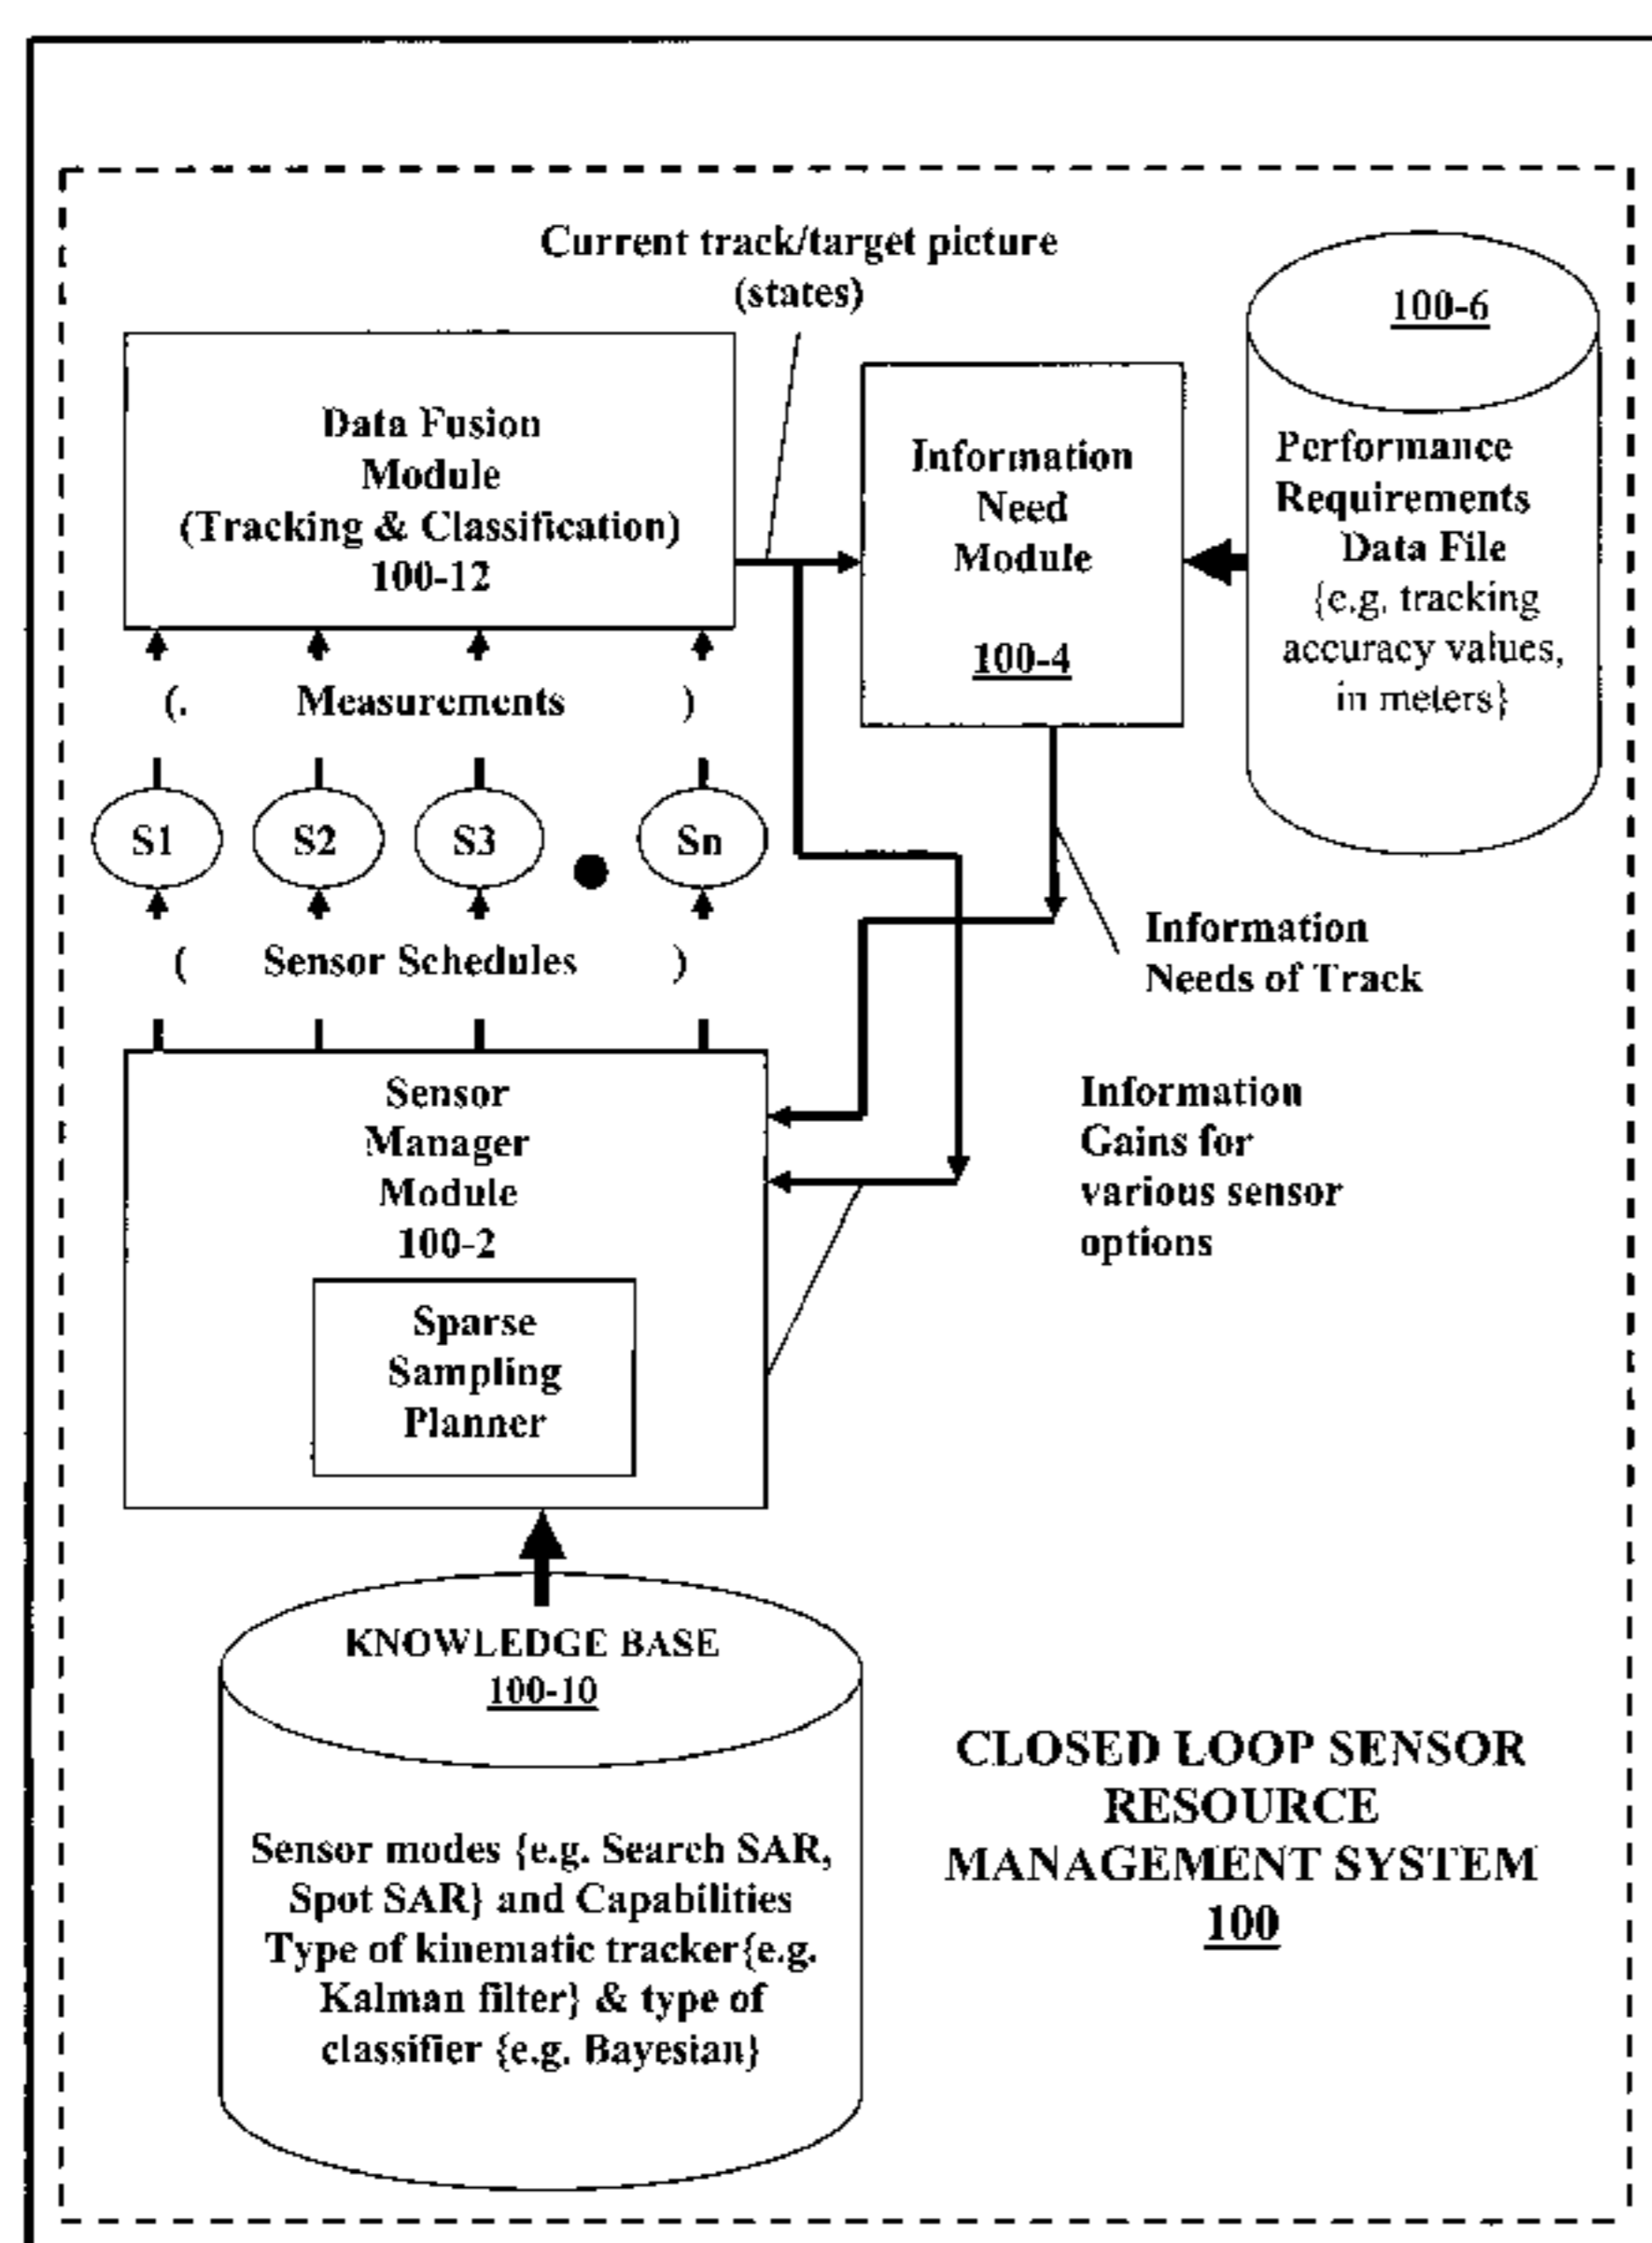 Current track/target picture
(states)
100-6
Data Fusion
Module
(Tracking & Classification)
100-12
Information
Need
Module
100-4
Performance
Requirements
Data File
{e.g. tracking
accuracy values,
in meters}
(. Measurements )
S1 S2 S3 Sn
( Sensor Schedules )
Information
Needs of Track
Sensor
Manager
Module
100-2
Information
Gains for
various sensor
options
Sparse
Sampling
Planner
KNOWLEDGE BASE
100-10
Sensor modes {e.g. Search SAR,
Spot SAR} and Capabilities
Type of kinematic tracker{e.g.
Kalman filter} & type of
classifier {e.g. Bayesian}
CLOSED LOOP SENSOR
RESOURCE
MANAGEMENT SYSTEM
100